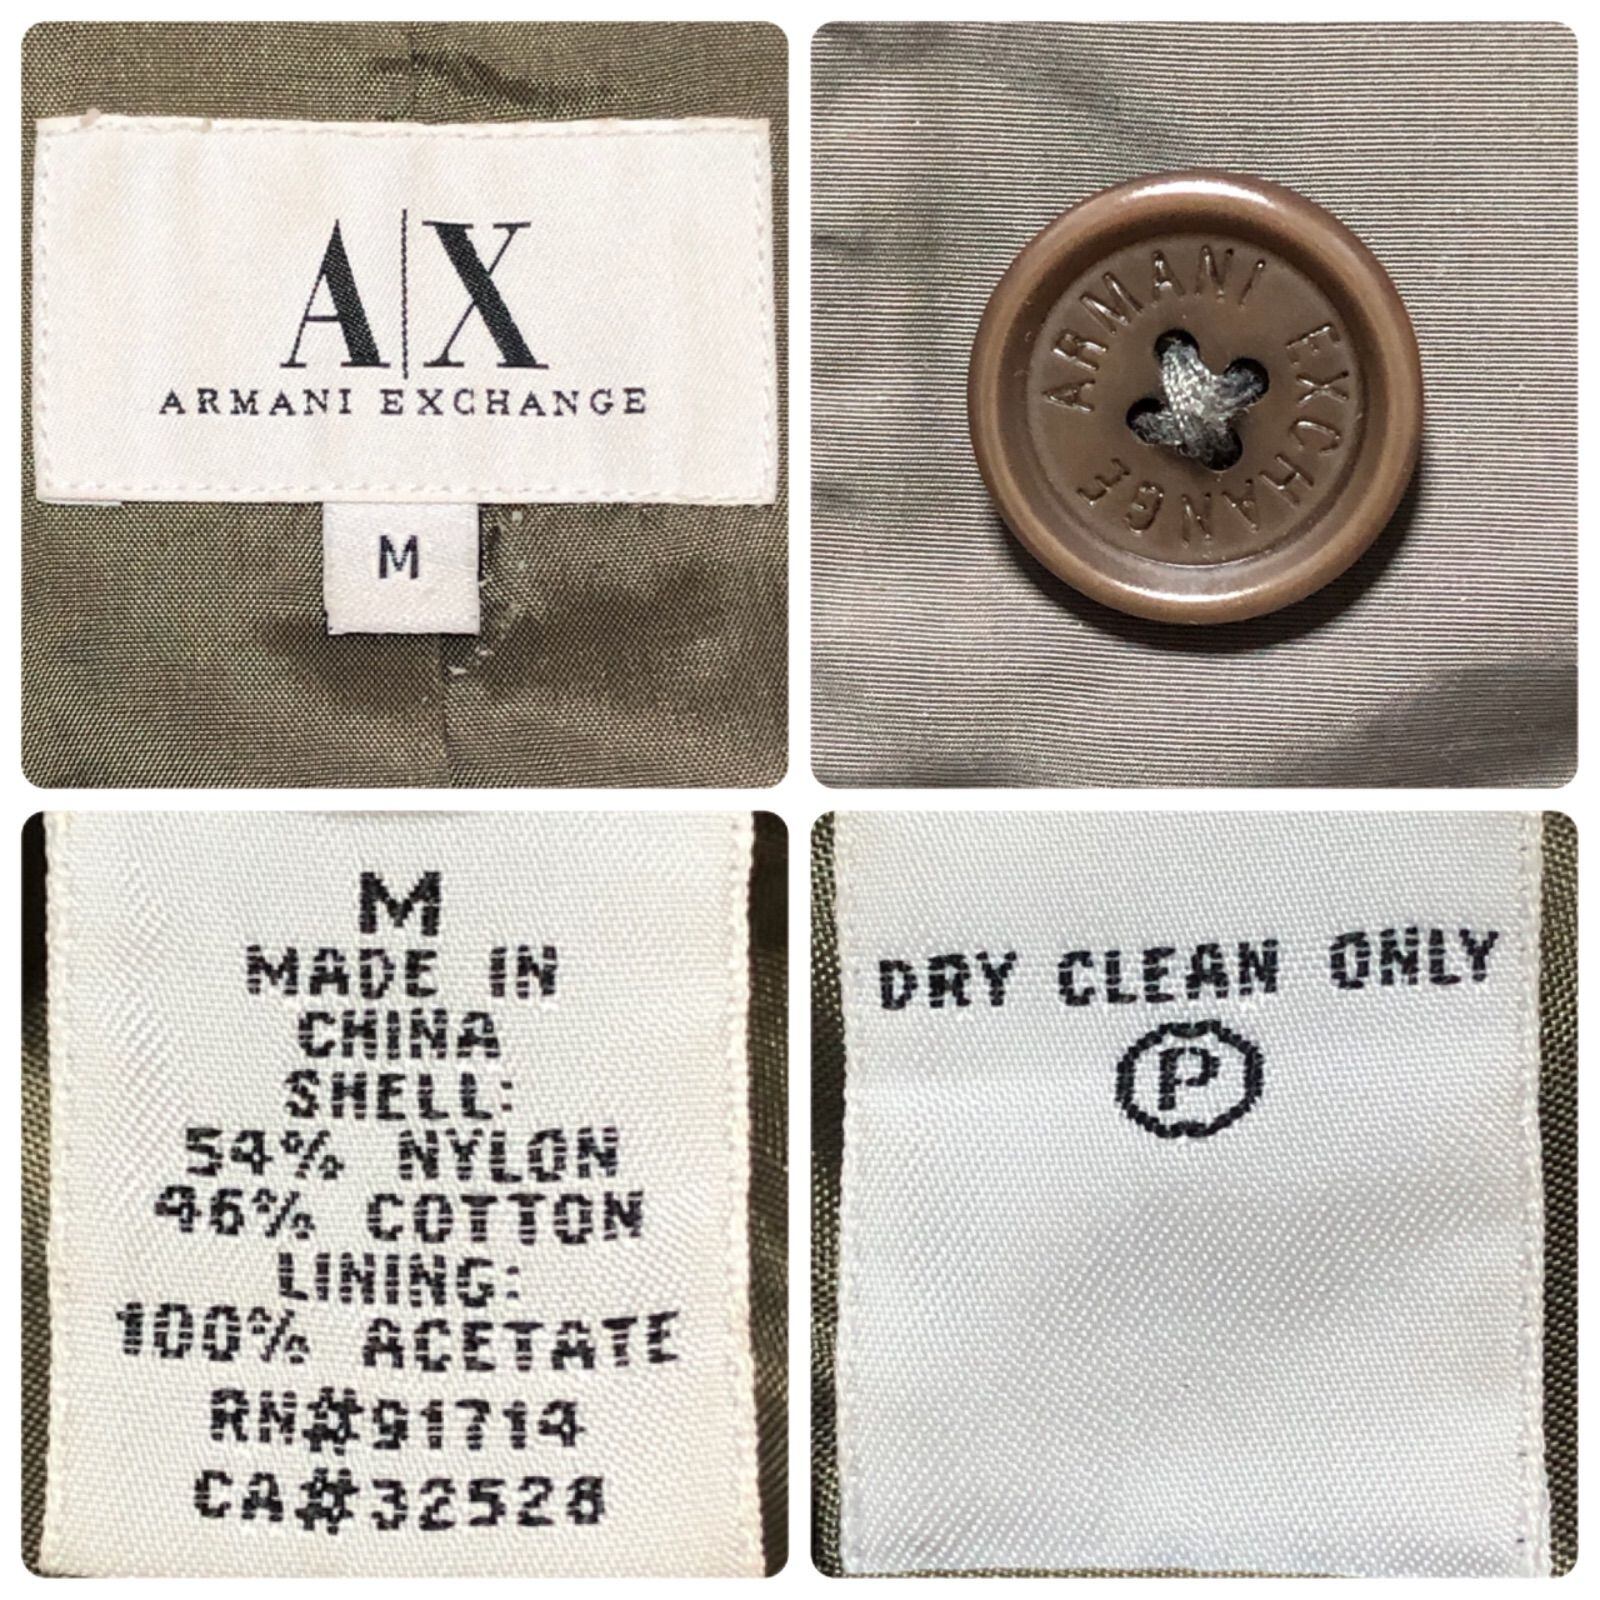 A|X
ARMANI EXCHANGE
M
ARMANI EXCHANGE
M
MADE IN
CHINA
SHELL:
54% NYLON
46% COTTON
LINING:
100% ACETATE
RN#91714
CA#32528
DRY CLEAN ONLY
P